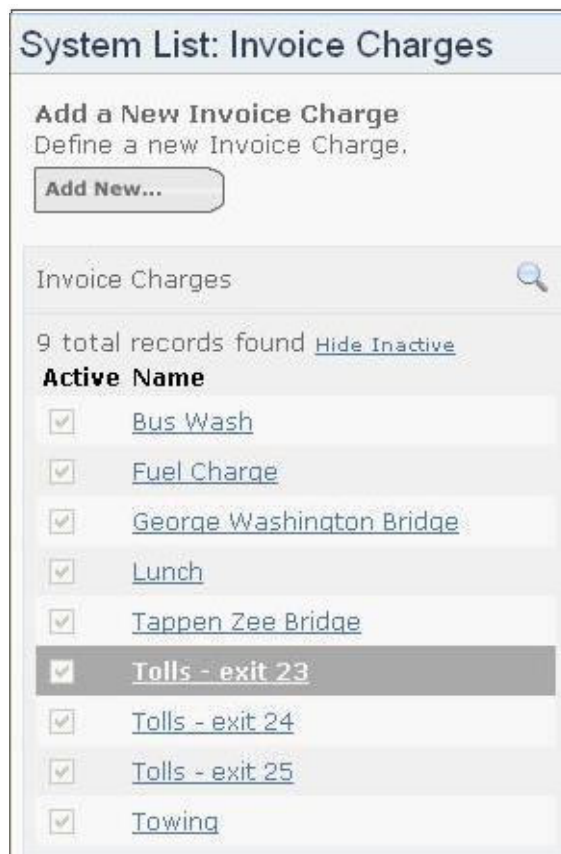 System List: Invoice Charges
Add a New Invoice Charge
Define a new Invoice Charge.
Add New...
Invoice Charges
9 total records found Hide Inactive
Active Name
Bus Wash
Fuel Charge
George Washington Bridge
Lunch
Tappen Zee Bridge
Tolls - exit 23
Tolls - exit 24
Tolls - exit 25
Towing